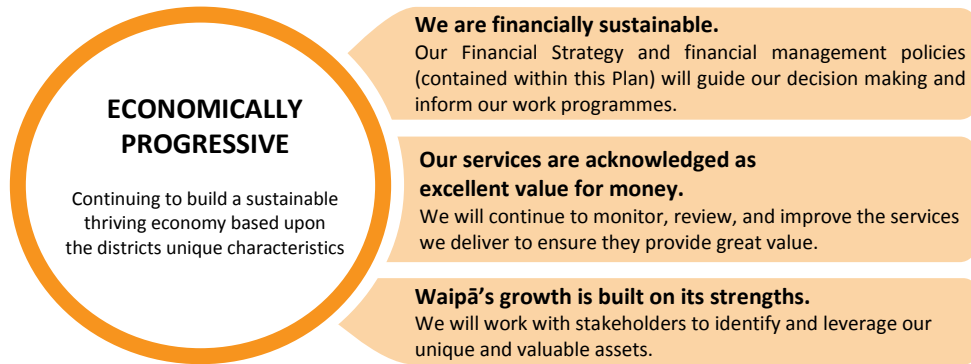 ECONOMICALLY
PROGRESSIVE
Continuing to build a sustainable
thriving economy based upon
the districts unique characteristics
We are financially sustainable.
Our Financial Strategy and financial management policies
(contained within this Plan) will guide our decision making and
inform our work programmes.
Our services are acknowledged as
excellent value for money.
We will continue to monitor, review, and improve the services
we deliver to ensure they provide great value.
Waipā’s growth is built on its strengths.
We will work with stakeholders to identify and leverage our
unique and valuable assets.